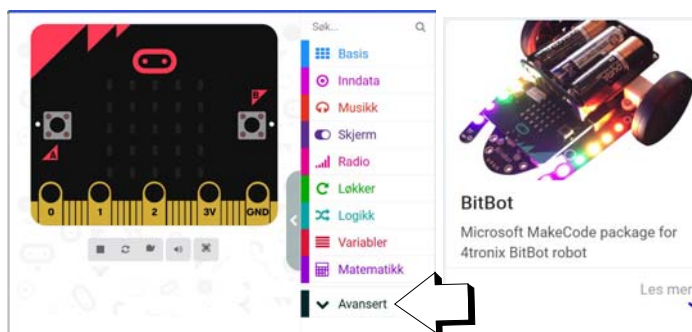 Søk...
Basis
Inndata
Musikk
Skjerm
Radio
Løkker
Logikk
Variabler
Matematikk
Avansert
A
B
0 1 2 3V GND
BitBot
Microsoft MakeCode package for
4tronix BitBot robot
Les mer